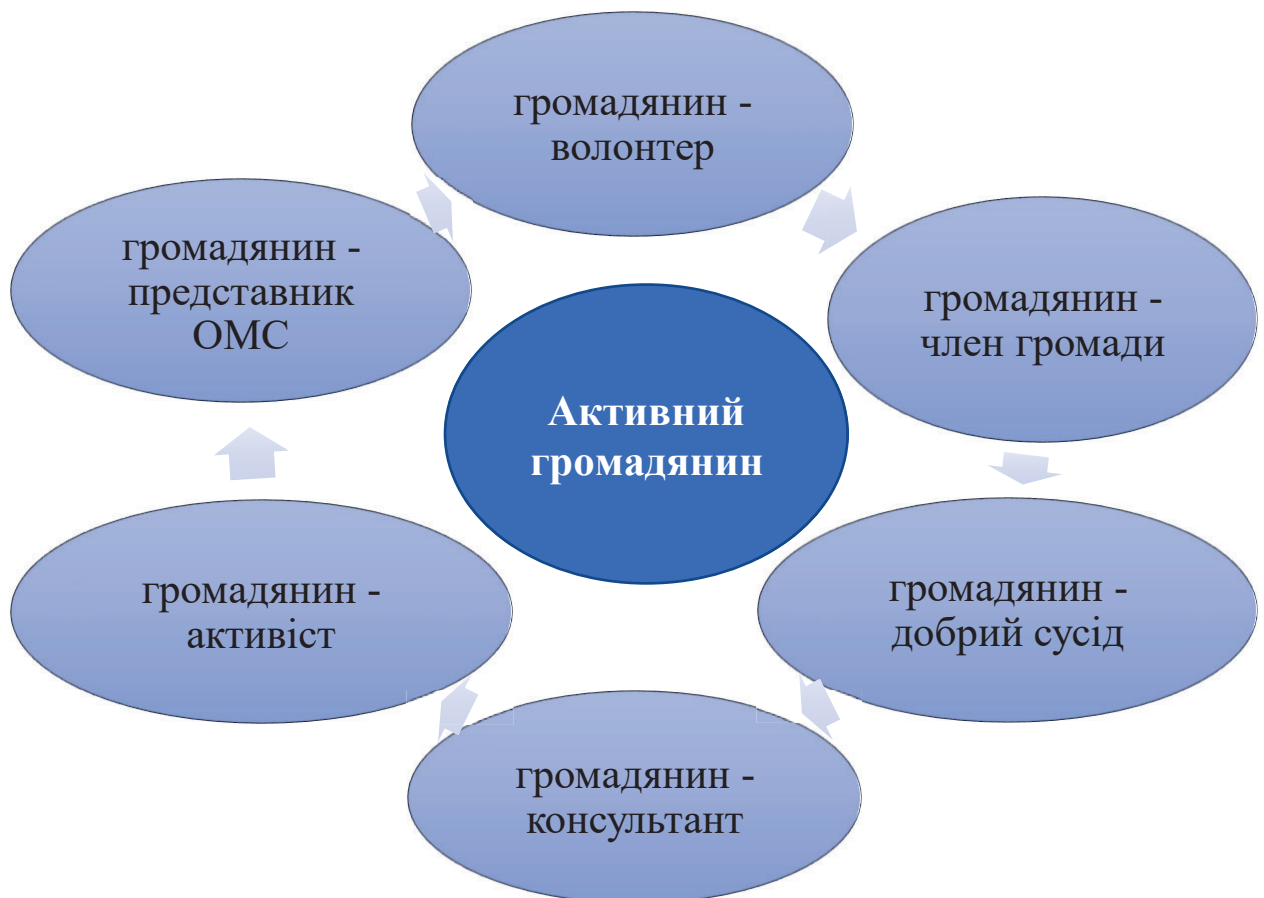 громадянин -
волонтер
громадянин -
член громади
громадянин -
добрий сусід
громадянин -
консультант
громадянин -
активіст
громадянин -
представник
ОМС
Активний
громадянин